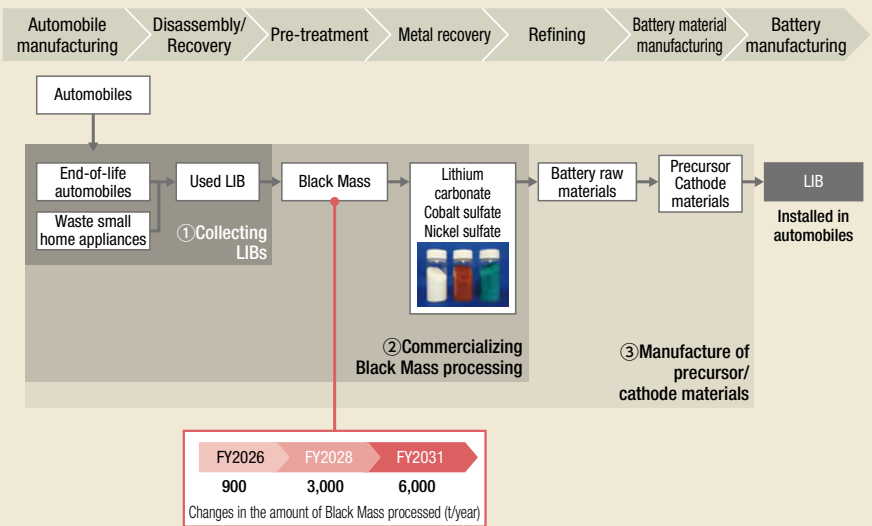 Automobile
manufacturing
Disassembly/
Recovery
Pre-treatment
Metal recovery
Refining
Battery material
manufacturing
Battery
manufacturing
Automobiles
End-of-life
automobiles
Waste small
home appliances
Used LIB
①Collecting
LIBs
Black Mass
Lithium
carbonate
Cobalt sulfate
Nickel sulfate
②Commercializing
Black Mass processing
Battery raw
materials
Precursor
Cathode
materials
③Manufacture of
precursor/
cathode materials
LIB
Installed in
automobiles
FY2026 FY2028 FY2031
900 3,000 6,000
Changes in the amount of Black Mass processed (t/year)